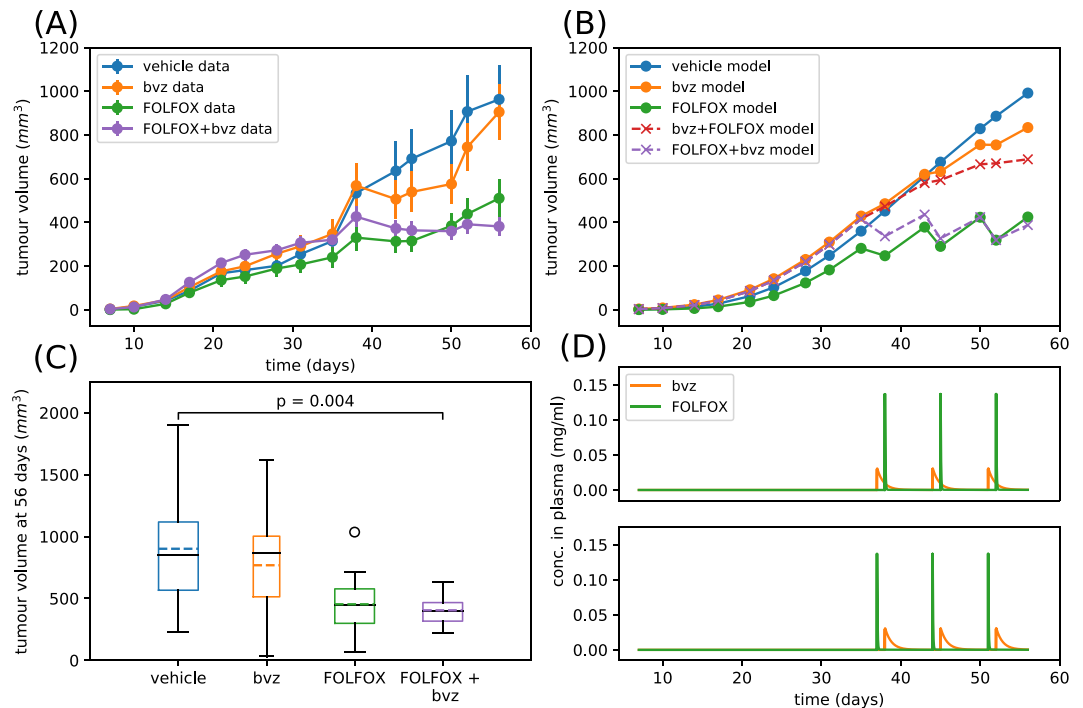 (A)
1200
1000
800
600
400
200
0
tumour volume (mm³)
vehicle data
bvz data
FOLFOX data
FOLFOX+bvz data
10 20 30 40 50 60
time (days)
(B)
1200
1000
800
600
400
200
0
tumour volume (mm³)
vehicle model
bvz model
FOLFOX model
bvz+FOLFOX model
FOLFOX+bvz model
10 20 30 40 50 60
(C)
2000
1500
1000
500
0
tumour volume at 56 days (mm³)
p = 0.004
vehicle bvz FOLFOX FOLFOX +
bvz
(D)
bvz
FOLFOX
0.15
0.10
0.05
0.00
conc. in plasma (mg/ml)
0.15
0.10
0.05
0.00
10 20 30 40 50 60
time (days)